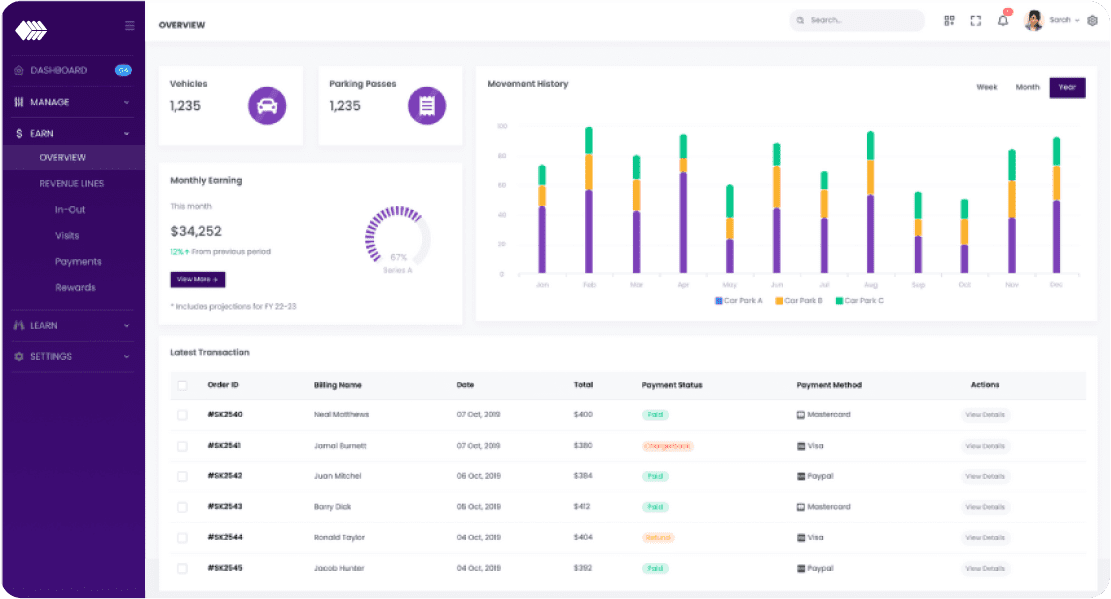 OVERVIEW
Search...
Sarah
DASHBOARD
MANAGE
$ EARN
OVERVIEW
REVENUE LINES
In-Out
Visits
Payments
Rewards
LEARN
SETTINGS
Vehicles
1,235
Parking Passes
1,235
Monthly Earning
This month
$34,252
12%↑ From previous period
View More →
* Includes projections for FY 22-23
67%
Series A
Movement History
Week Month Year
100
80
60
40
20
0
Jan Feb Mar Apr May Jun Jul Aug Sep Oct Nov Dec
Car Park A Car Park B Car Park C
Latest Transaction
Order ID Billing Name Date Total Payment Status Payment Method Actions
#SK2540 Neal Matthews 07 Oct, 2019 $400 Paid Mastercard View Details
#SK2541 Jamal Burnett 07 Oct, 2019 $380 Chargeback Visa View Details
#SK2542 Juan Mitchel 06 Oct, 2019 $384 Paid Paypal View Details
#SK2543 Barry Dick 05 Oct, 2019 $412 Paid Mastercard View Details
#SK2544 Ronald Taylor 04 Oct, 2019 $404 Refund Visa View Details
#SK2545 Jacob Hunter 04 Oct, 2019 $392 Paid Paypal View Details